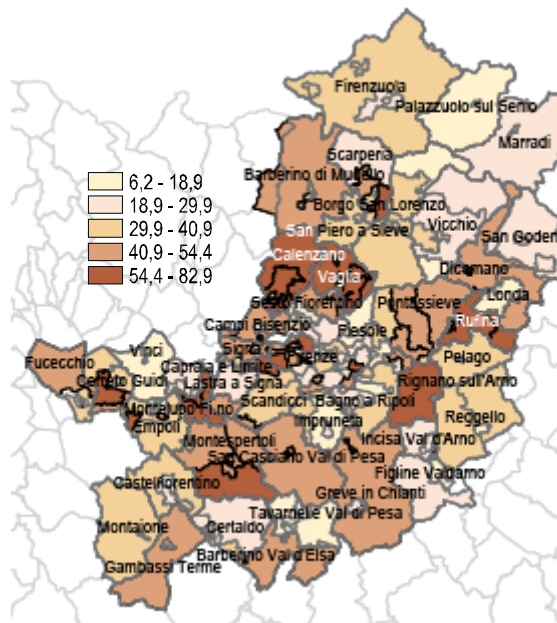 Firenzuola
Palazzuolo sul Senio
Marradi
Scarperia
Barberino di Mugello
6,2 - 18,9
18,9 - 29,9
29,9 - 40,9
40,9 - 54,4
54,4 - 82,9
Borgo San Lorenzo
Vicchio
San Piero a Sieve
San Goden
Calenzano
Vaglia
Dicomano
Londa
Sesto Fiorentino
Pontassieve
Rufina
Campi Bisenzio
Fiesole
Signa
Firenze
Pelago
Vinci
Fucecchio
Capraia e Limite
Cerreto Guidi
Lastra a Signa
Rignano sull'Arno
Scandicci
Bagno a Ripoli
Montelupo F.no
Empoli
Impruneta
Reggello
Montespertoli
Incisa Val d'Arno
San Casciano Val di Pesa
Figline Valdarno
Castelfiorentino
Greve in Chianti
Tavarnelle Val di Pesa
Montaione
Certaldo
Barberino Val d'Elsa
Gambassi Terme